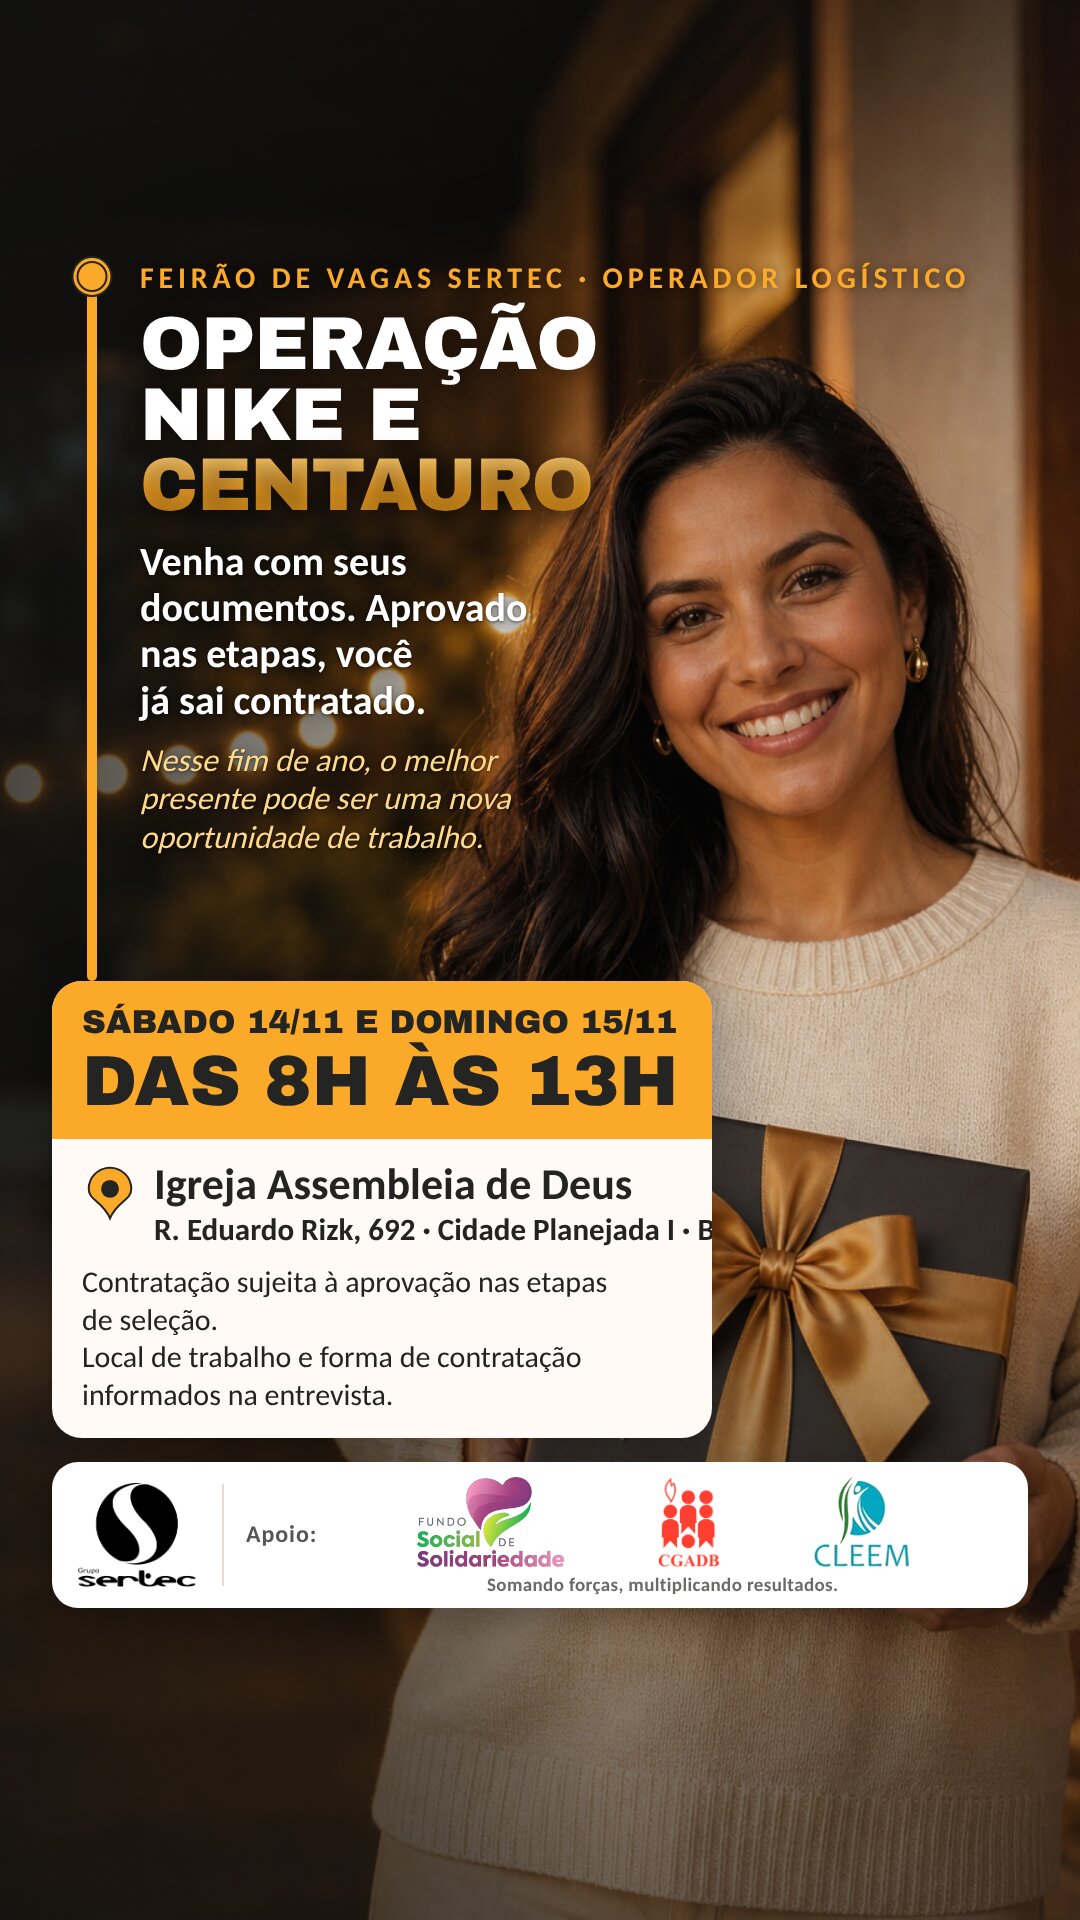 FEIRÃO DE VAGAS SERTEC · OPERADOR LOGÍSTICO
OPERAÇÃO
NIKE E
CENTAURO
Venha com seus
documentos. Aprovado
nas etapas, você
já sai contratado.
Nesse fim de ano, o melhor
presente pode ser uma nova
oportunidade de trabalho.
SÁBADO 14/11 E DOMINGO 15/11
DAS 8H ÀS 13H
Igreja Assembleia de Deus
R. Eduardo Rizk, 692 · Cidade Planejada I · B
Contratação sujeita à aprovação nas etapas
de seleção.
Local de trabalho e forma de contratação
informados na entrevista.
Grupo
sertec
Apoio:
FUNDO
Social DE
Solidariedade
CGADB
CLEEM
Somando forças, multiplicando resultados.